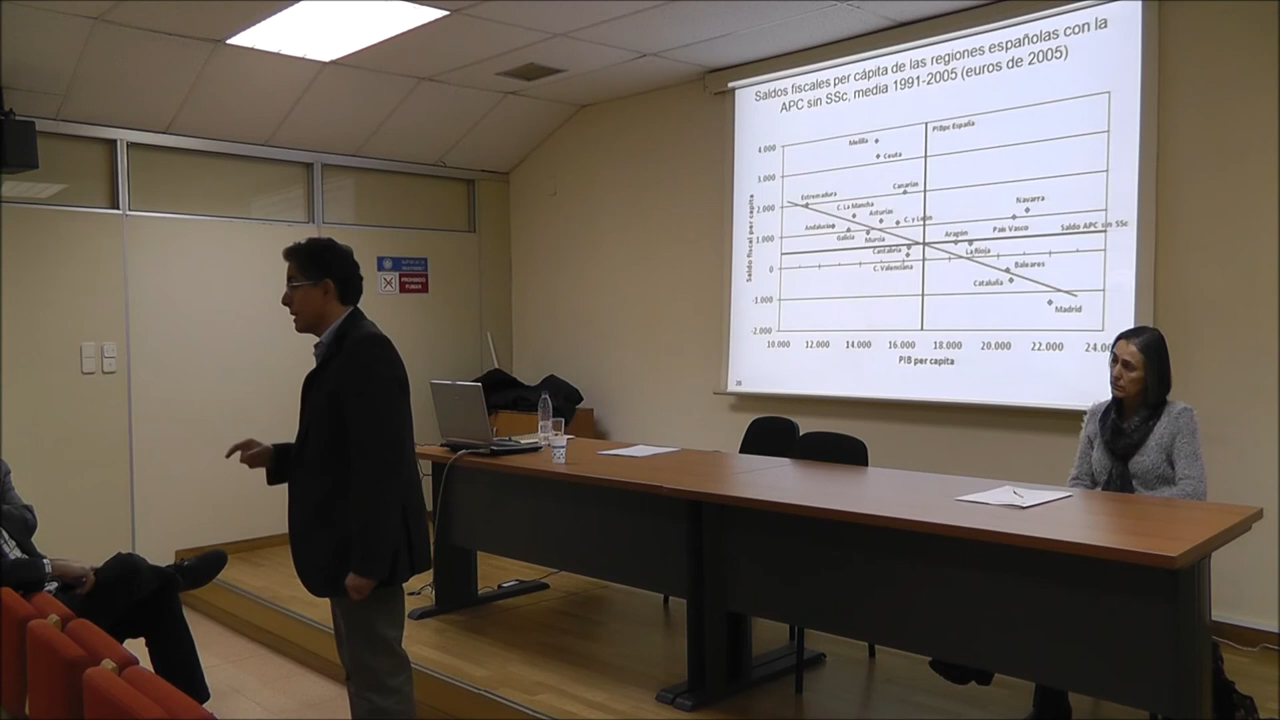 Saldos fiscales per cápita de las regiones españolas con la
APC sin SSc, media 1991-2005 (euros de 2005)
PIBpc España
4.000
3.000
2.000
1.000
0
-1.000
-2.000
Saldo fiscal per capita
Melilla
Ceuta
Canarias
Extremadura
C. La Mancha
Asturias
C. y León
Andalucía
Galicia
Murcia
Cantabria
C. Valenciana
Navarra
País Vasco
Aragón
La Rioja
Saldo APC sin SSc
Baleares
Cataluña
Madrid
10.000 12.000 14.000 16.000 18.000 20.000 22.000 24.00
PIB per capita
38
PROHIBIDO
FUMAR